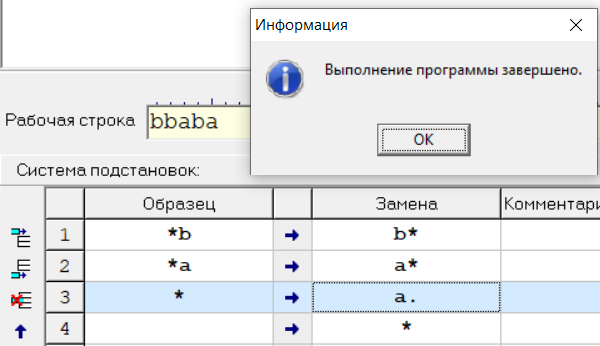 Информация
Выполнение программы завершено.
OK
Рабочая строка bbaba
Система подстановок:
Образец Замена Комментари
1 *b → b*
2 *a → a*
3 * → a.
4 → *